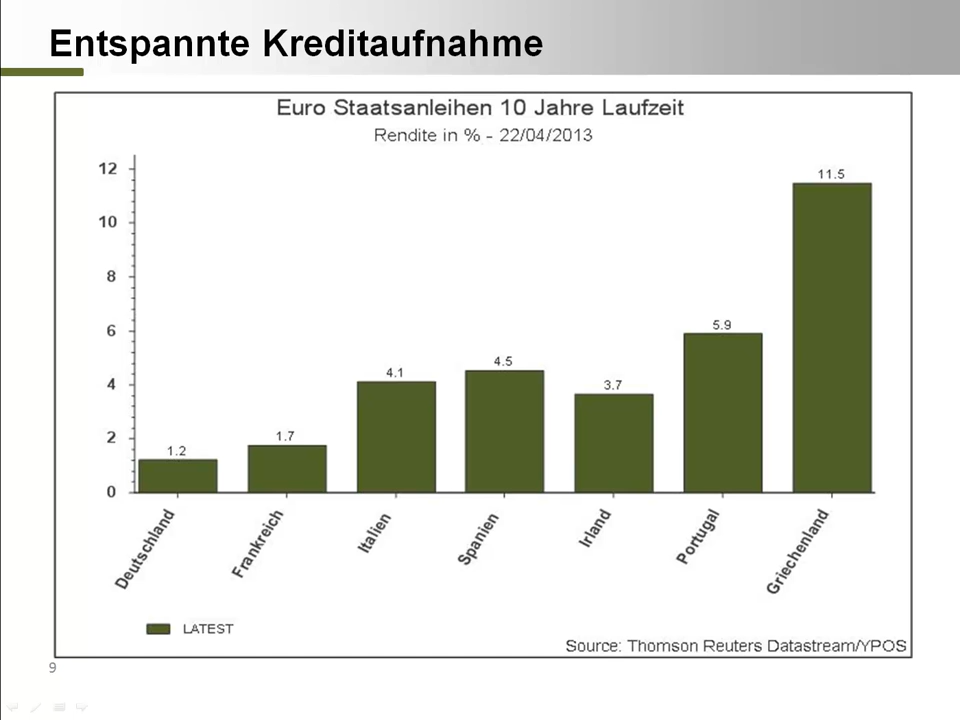 Entspannte Kreditaufnahme
Euro Staatsanleihen 10 Jahre Laufzeit
Rendite in % - 22/04/2013
12
10
8
6
4
2
0
1.2
1.7
4.1
4.5
3.7
5.9
11.5
Deutschland
Frankreich
Italien
Spanien
Irland
Portugal
Griechenland
LATEST
Source: Thomson Reuters Datastream/YPOS
9